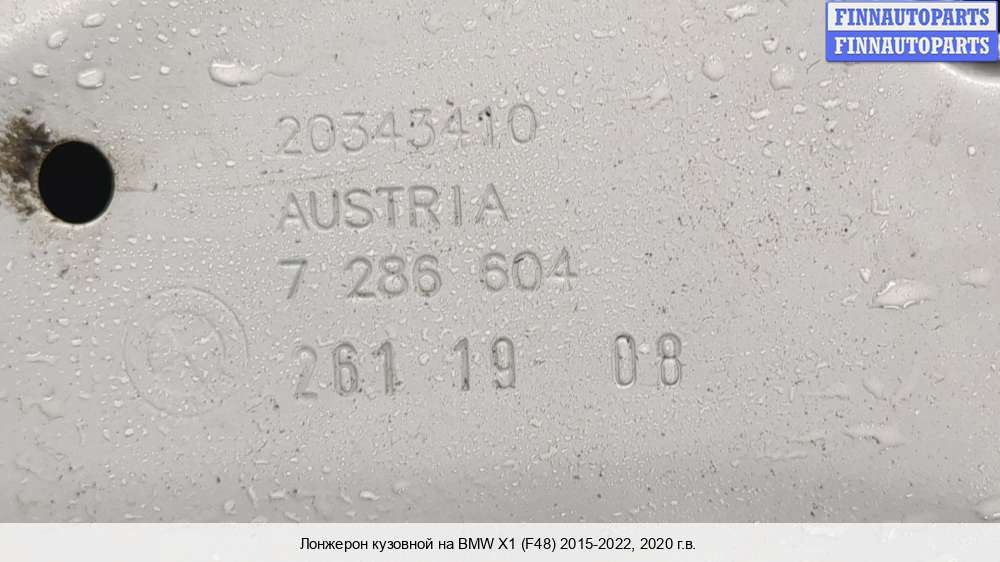 FINNAUTOPARTS
FINNAUTOPARTS
20343410
AUSTRIA
7 286 604
261 19 08
Лонжерон кузовной на BMW X1 (F48) 2015-2022, 2020 г.в.